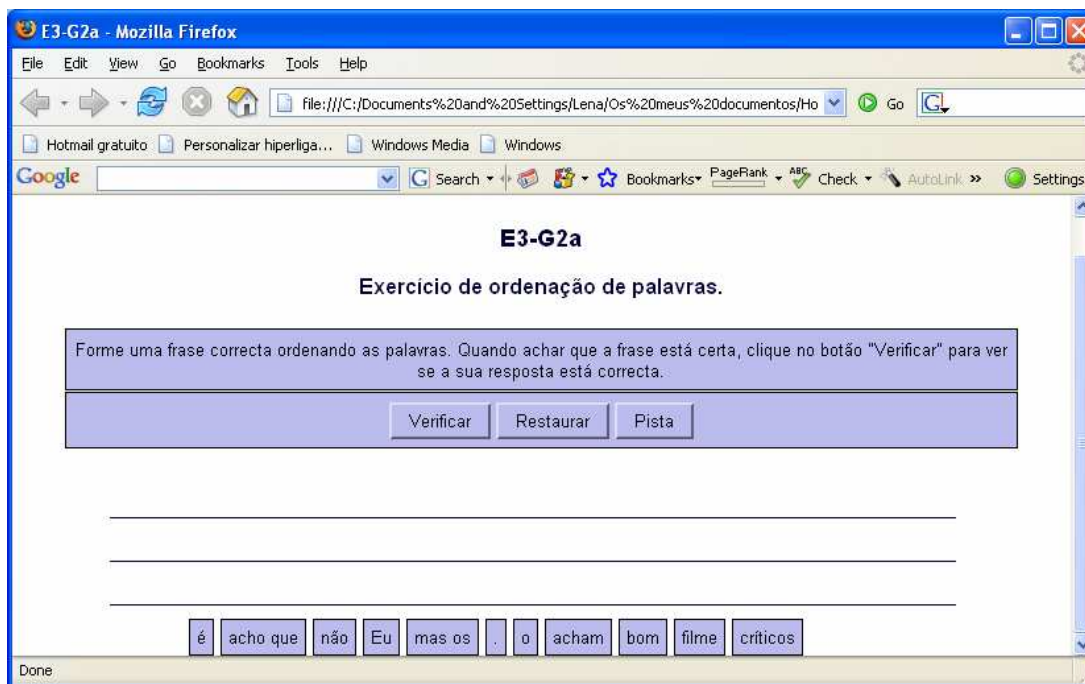 E3-G2a - Mozilla Firefox
File Edit View Go Bookmarks Tools Help
file:///C:/Documents%20and%20Settings/Lena/Os%20meus%20documentos/Ho Go G
Hotmail gratuito Personalizar hiperliga... Windows Media Windows
Google G Search PageRank ABC Check AutoLink » Settings
E3-G2a
Exercício de ordenação de palavras.
Forme uma frase correcta ordenando as palavras. Quando achar que a frase está certa, clique no botão "Verificar" para ver
se a sua resposta está correcta.
Verificar Restaurar Pista
é acho que não Eu mas os . o acham bom filme críticos
Done